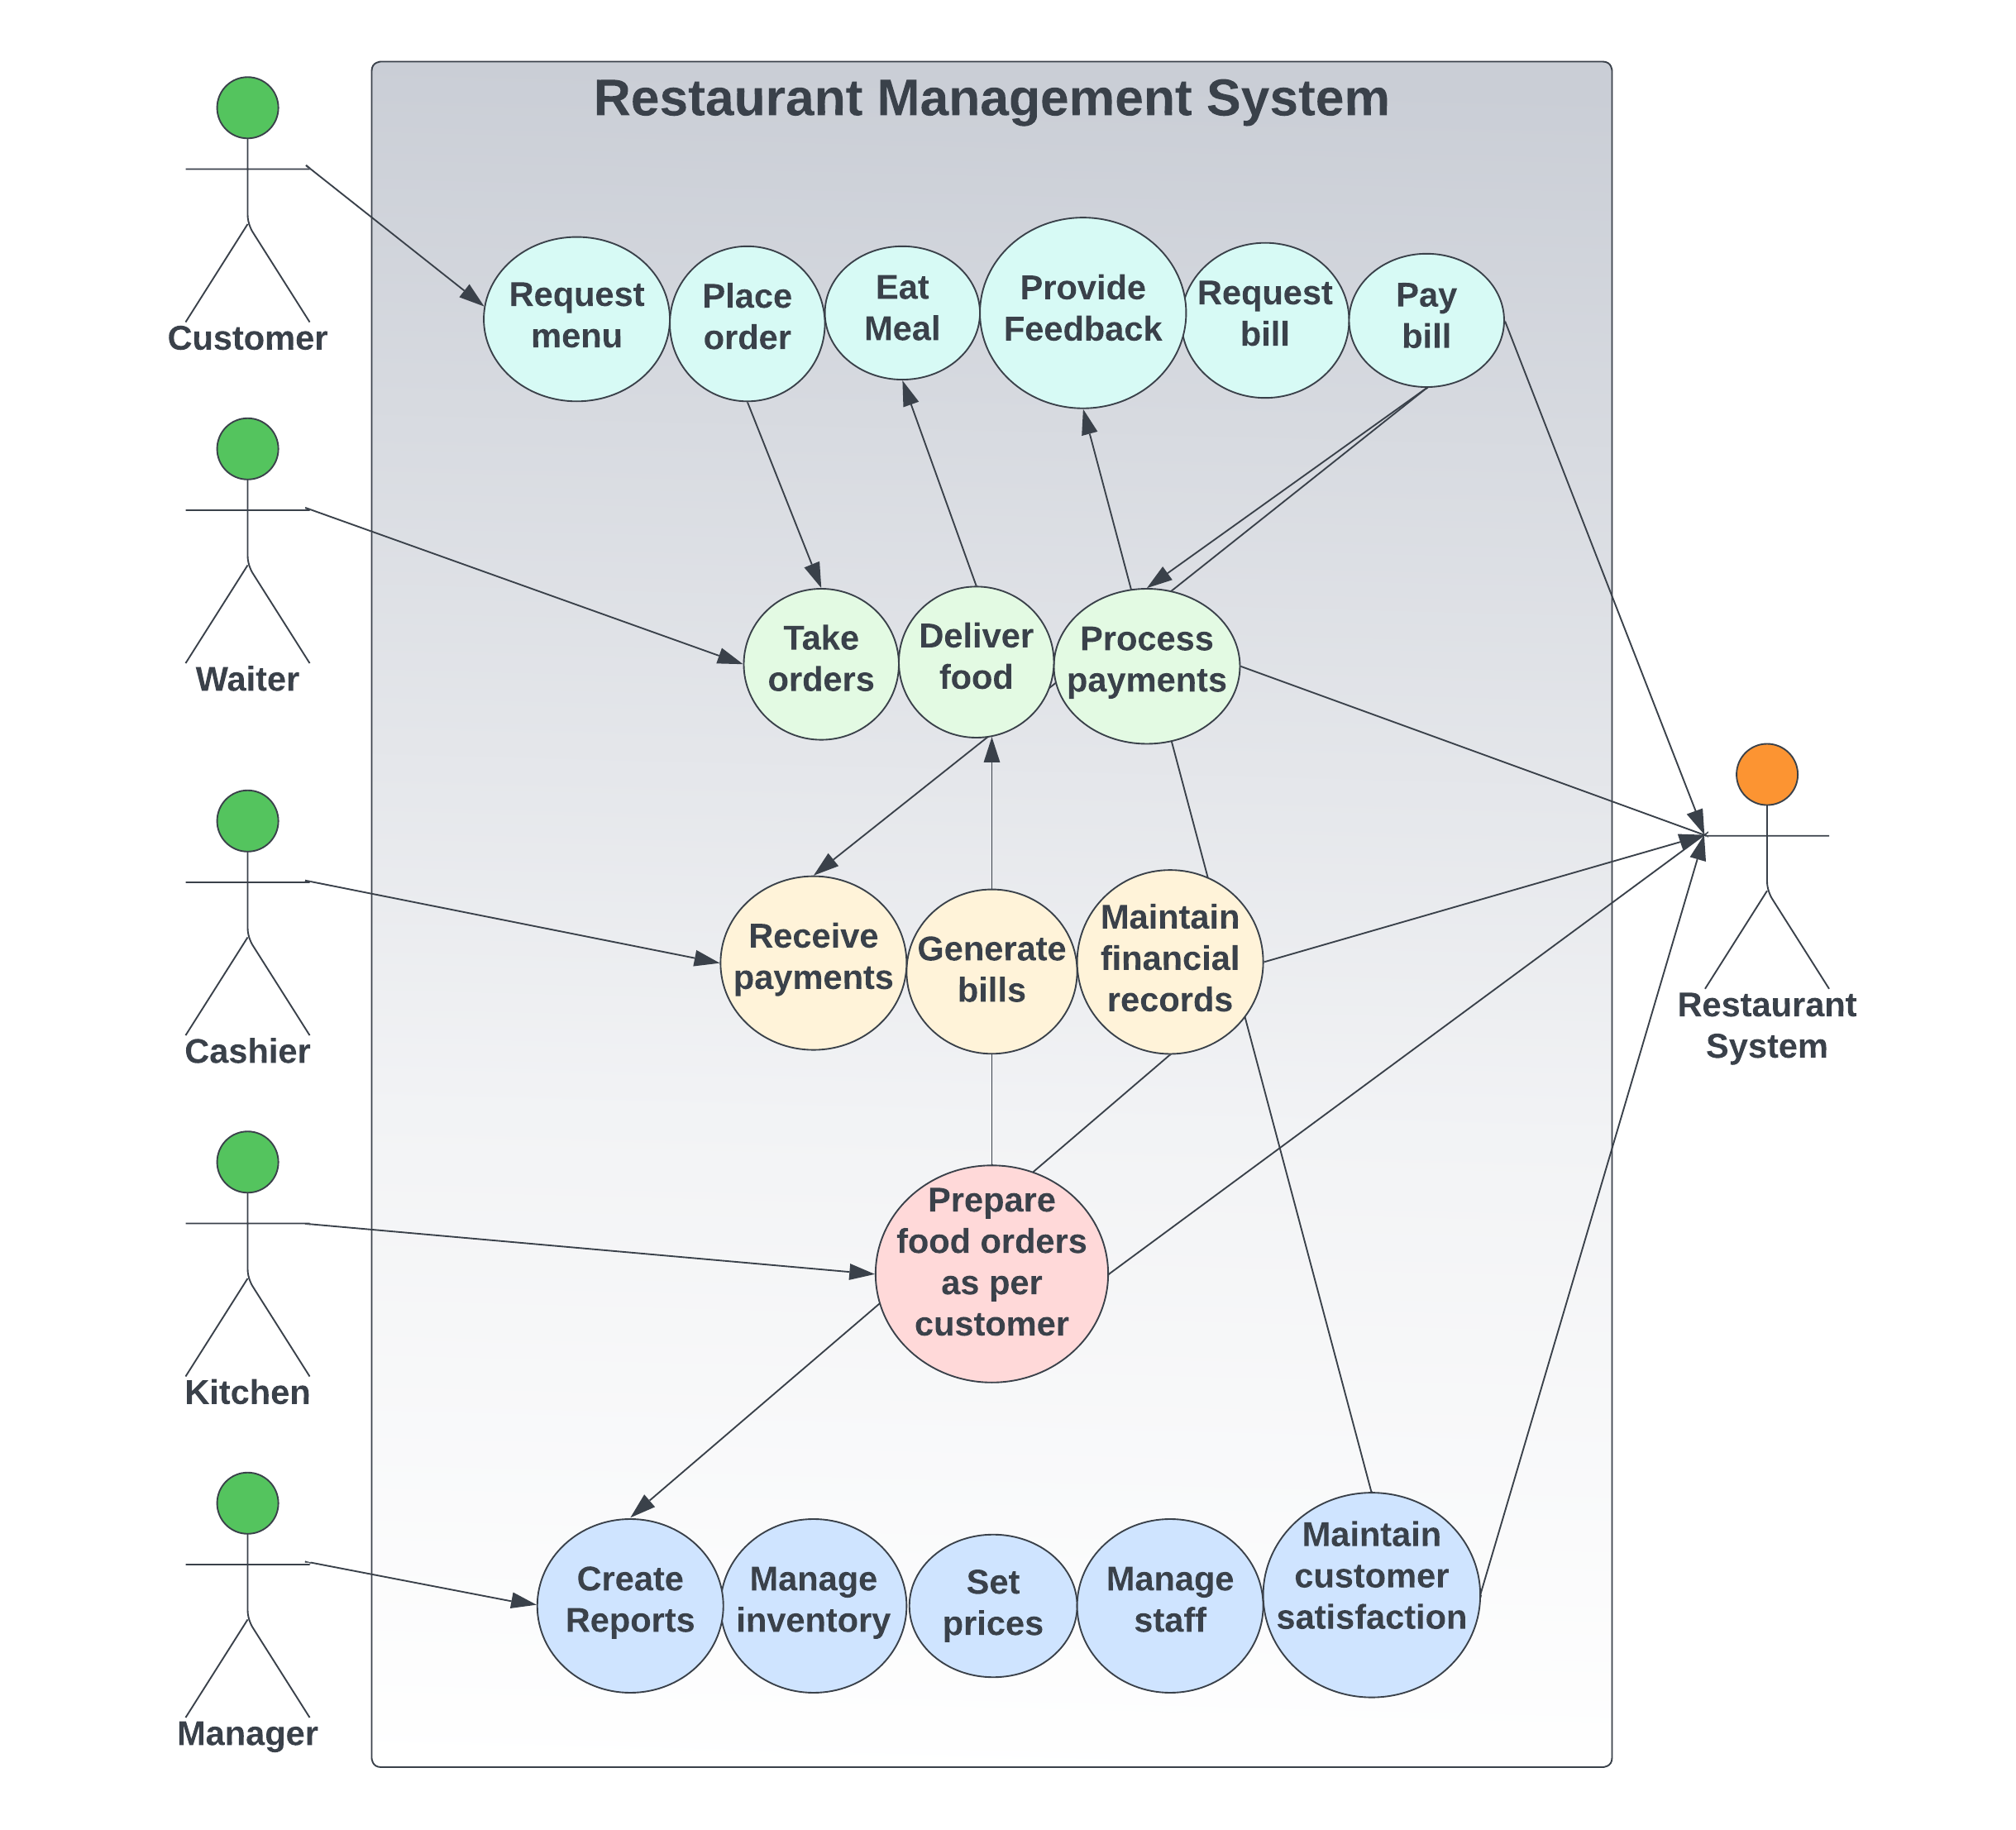 Restaurant Management System
Customer
Request
menu
Place
order
Eat
Meal
Provide
Feedback
Request
bill
Pay
bill
Waiter
Take
orders
Deliver
food
Process
payments
Cashier
Receive
payments
Generate
bills
Maintain
financial
records
Restaurant
System
Kitchen
Prepare
food orders
as per
customer
Manager
Create
Reports
Manage
inventory
Set
prices
Manage
staff
Maintain
customer
satisfaction